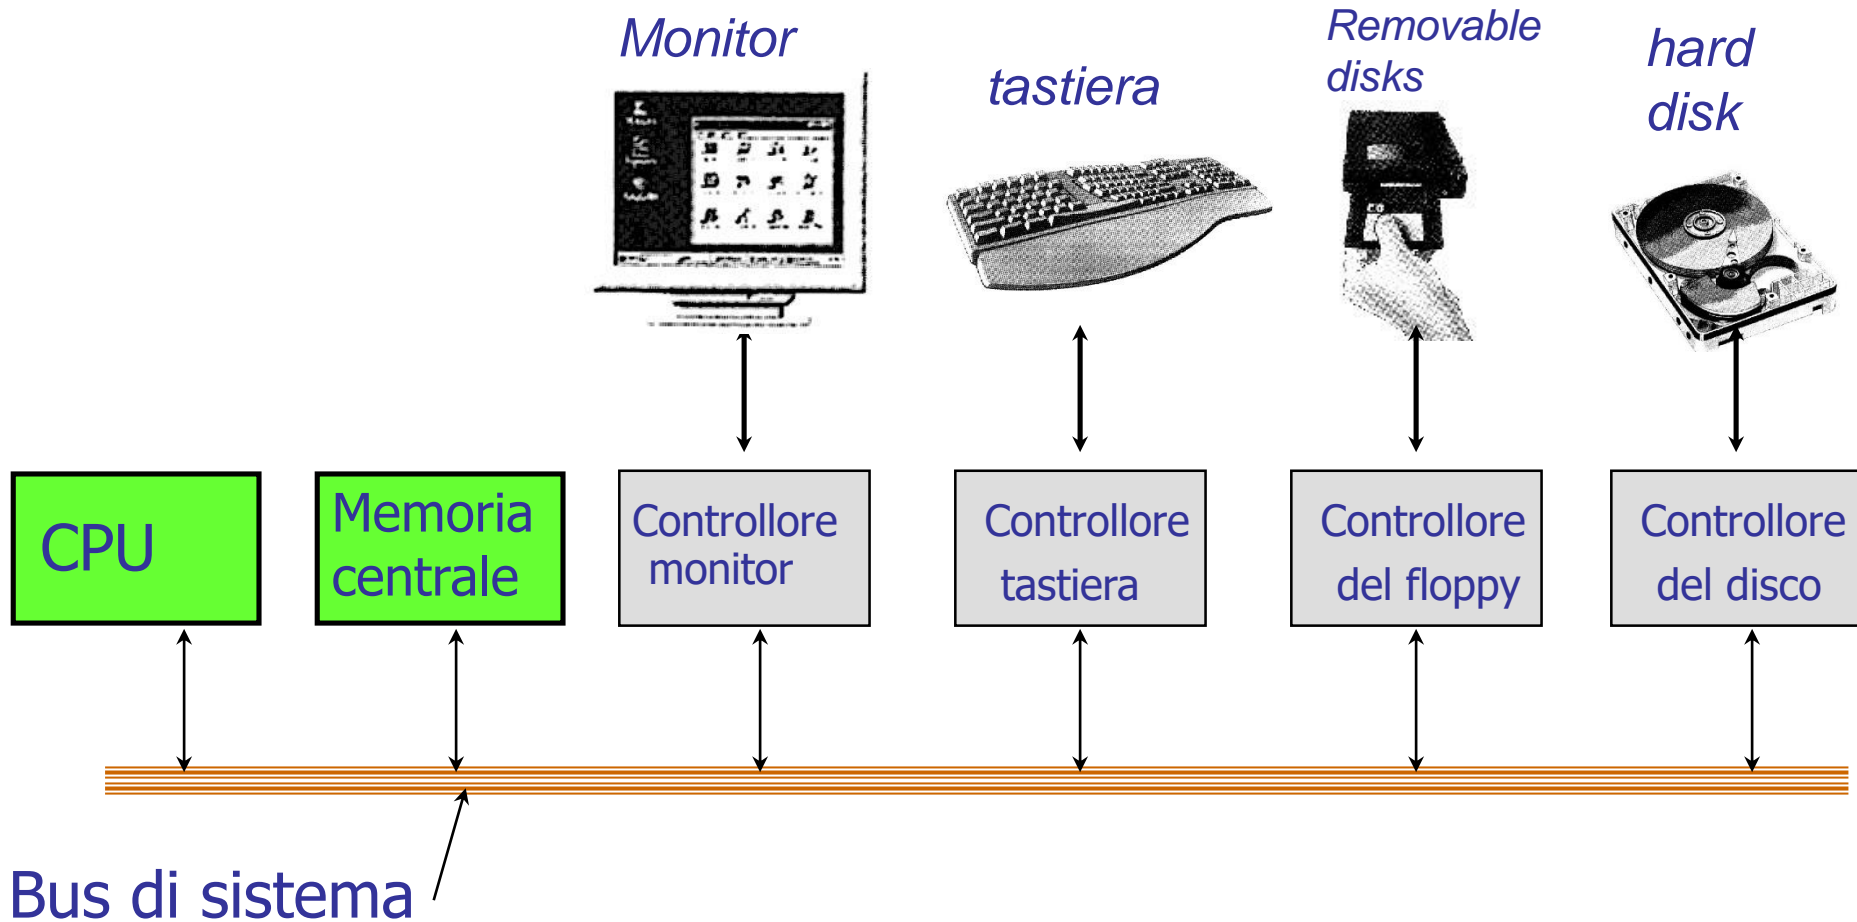 Monitor
tastiera
Removable
disks
hard
disk
CPU
Memoria
centrale
Controllore
monitor
Controllore
tastiera
Controllore
del floppy
Controllore
del disco
Bus di sistema